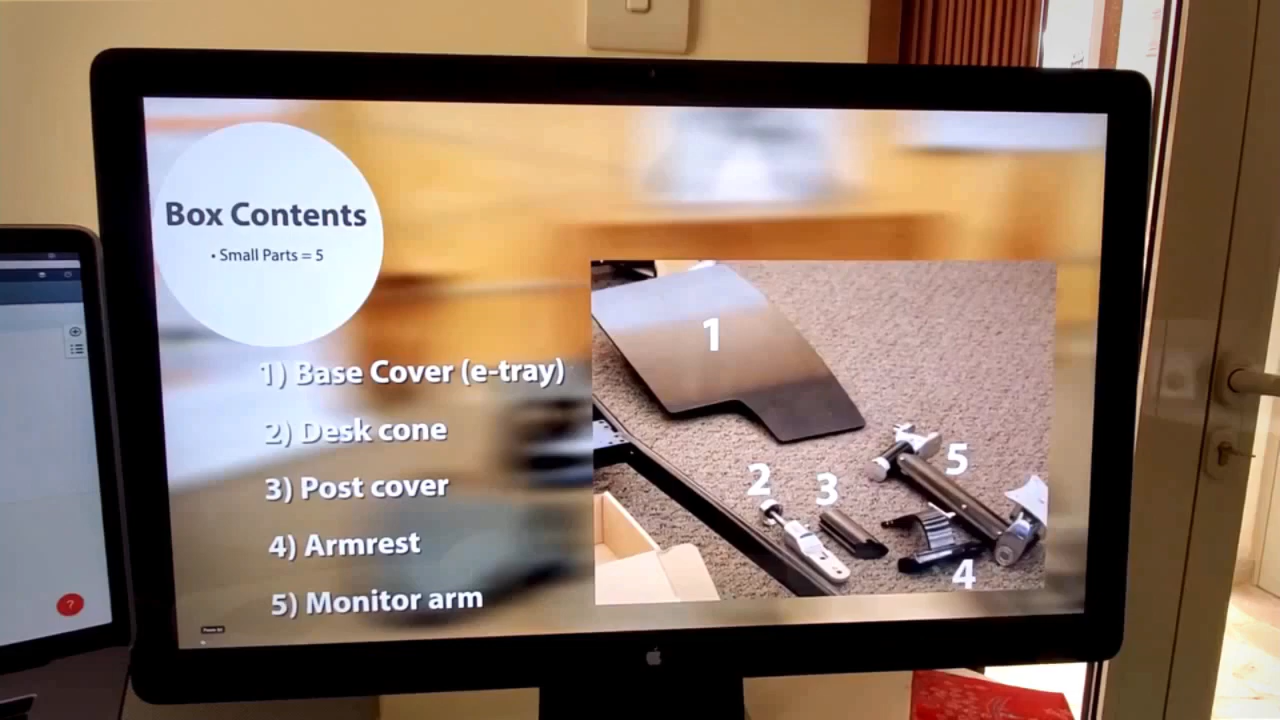 Box Contents
• Small Parts = 5
1) Base Cover (e-tray)
2) Desk cone
3) Post cover
4) Armrest
5) Monitor arm
1
2
3
5
4
?